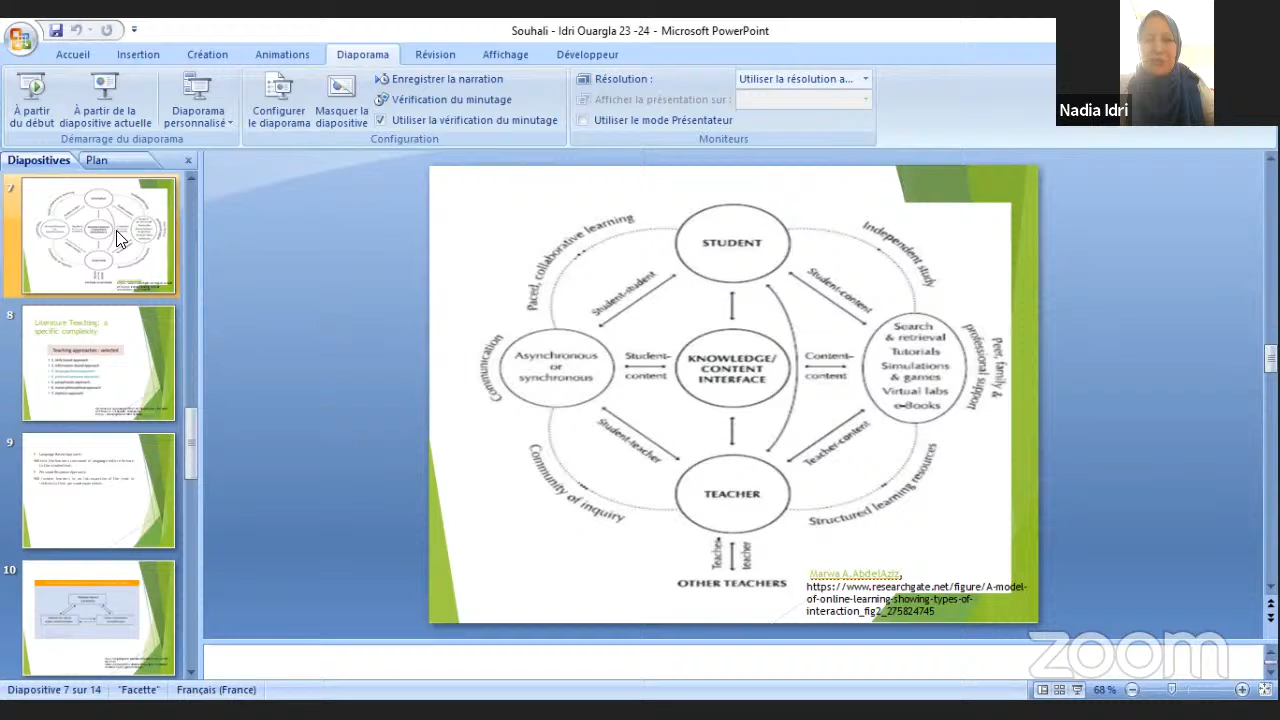 Souhali - Idri Ouargla 23 -24 - Microsoft PowerPoint
Accueil Insertion Création Animations Diaporama Révision Affichage Développeur
À partir du début
À partir de la diapositive actuelle
Diaporama personnalisé
Démarrage du diaporama
Configurer le diaporama
Masquer la diapositive
Enregistrer la narration
Vérification du minutage
Utiliser la vérification du minutage
Configuration
Résolution : Utiliser la résolution a...
Afficher la présentation sur :
Utiliser le mode Présentateur
Moniteurs
Nadia Idri
Diapositives Plan
7
8
Literature Teaching: a
specific complexity
Teaching approaches : selected
9
10
STUDENT
Paced, collaborative learning
Independent study
Student-student
Student-content
Asynchronous
or
synchronous
Communication
Student-
content
KNOWLEDGE/
CONTENT
INTERFACE
Content-
content
Search
& retrieval
Tutorials
Simulations
& games
Virtual labs
e-Books
Peer, family &
professional support
Student-teacher
Teacher-content
Community of inquiry
Structured learning resources
TEACHER
Teacher
teacher
OTHER TEACHERS
Marwa A.AbdelAziz,
https://www.researchgate.net/figure/A-model-
of-online-learning-showing-types-of-
interaction_fig2_275824745
zoom
Diapositive 7 sur 14 "Facette" Français (France) 68 %